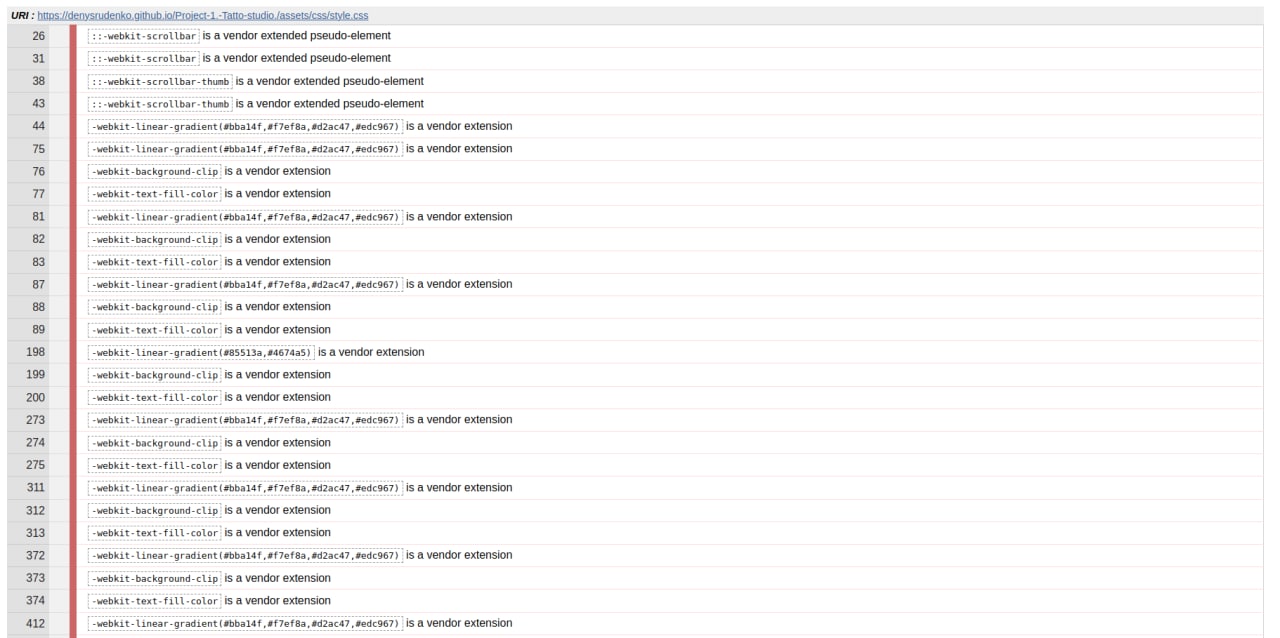 URI : https://denysrudenko.github.io/Project-1.-Tatto-studio./assets/css/style.css
26 ::-webkit-scrollbar is a vendor extended pseudo-element
31 ::-webkit-scrollbar is a vendor extended pseudo-element
38 ::-webkit-scrollbar-thumb is a vendor extended pseudo-element
43 ::-webkit-scrollbar-thumb is a vendor extended pseudo-element
44 -webkit-linear-gradient(#bba14f,#f7ef8a,#d2ac47,#edc967) is a vendor extension
75 -webkit-linear-gradient(#bba14f,#f7ef8a,#d2ac47,#edc967) is a vendor extension
76 -webkit-background-clip is a vendor extension
77 -webkit-text-fill-color is a vendor extension
81 -webkit-linear-gradient(#bba14f,#f7ef8a,#d2ac47,#edc967) is a vendor extension
82 -webkit-background-clip is a vendor extension
83 -webkit-text-fill-color is a vendor extension
87 -webkit-linear-gradient(#bba14f,#f7ef8a,#d2ac47,#edc967) is a vendor extension
88 -webkit-background-clip is a vendor extension
89 -webkit-text-fill-color is a vendor extension
198 -webkit-linear-gradient(#85513a,#4674a5) is a vendor extension
199 -webkit-background-clip is a vendor extension
200 -webkit-text-fill-color is a vendor extension
273 -webkit-linear-gradient(#bba14f,#f7ef8a,#d2ac47,#edc967) is a vendor extension
274 -webkit-background-clip is a vendor extension
275 -webkit-text-fill-color is a vendor extension
311 -webkit-linear-gradient(#bba14f,#f7ef8a,#d2ac47,#edc967) is a vendor extension
312 -webkit-background-clip is a vendor extension
313 -webkit-text-fill-color is a vendor extension
372 -webkit-linear-gradient(#bba14f,#f7ef8a,#d2ac47,#edc967) is a vendor extension
373 -webkit-background-clip is a vendor extension
374 -webkit-text-fill-color is a vendor extension
412 -webkit-linear-gradient(#bba14f,#f7ef8a,#d2ac47,#edc967) is a vendor extension